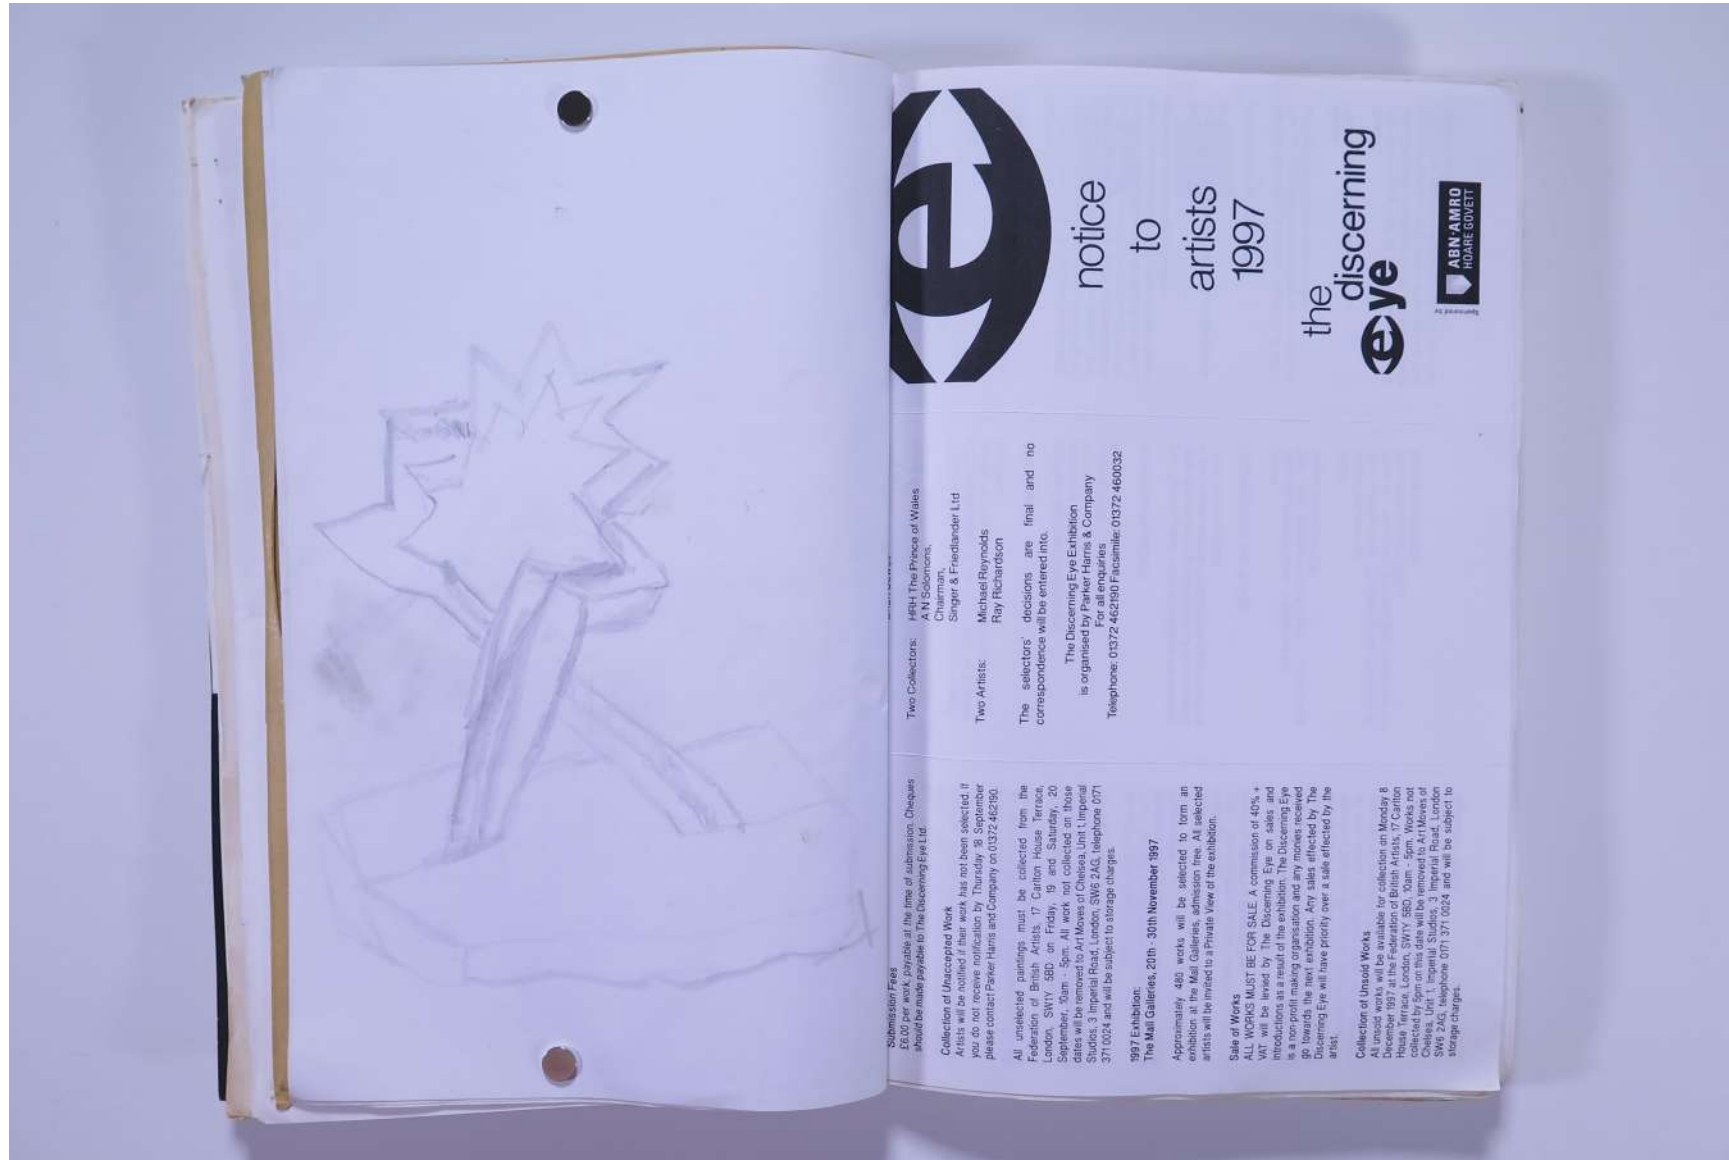 Submission Fees
£6.00 per work, payable at the time of submission. Cheques
should be made payable to The Discerning Eye Ltd.
Collection of Unaccepted Work
Artists will be notified if their work has not been selected. If
you do not receive notification by Thursday 18 September
please contact Parker Harris and Company on 01372 462190.
All unselected paintings must be collected from the
Federation of British Artists, 17 Carlton House Terrace,
London, SW1Y 5BD on Friday, 19 and Saturday, 20
September, 10am - 5pm. All work not collected on those
dates will be removed to Art Moves of Chelsea, Unit 1, Imperial
Studios, 3 Imperial Road, London, SW6 2AG, telephone 0171
371 0024 and will be subject to storage charges.
1997 Exhibition:
The Mall Galleries, 20th - 30th November 1997
Approximately 480 works will be selected to form an
exhibition at the Mall Galleries, admission free. All selected
artists will be invited to a Private View of the exhibition.
Sale of Works
ALL WORKS MUST BE FOR SALE. A commission of 40% +
VAT will be levied by The Discerning Eye on sales and
introductions as a result of the exhibition. The Discerning Eye
is a non-profit making organisation and any monies received
go towards the next exhibition. Any sales effected by The
Discerning Eye will have priority over a sale effected by the
artist.
Collection of Unsold Works
All unsold works will be available for collection on Monday 8
December 1997 at the Federation of British Artists, 17 Carlton
House Terrace, London, SW1Y 5BD, 10am - 5pm. Works not
collected by 5pm on this date will be removed to Art Moves of
Chelsea, Unit 1, Imperial Studios, 3 Imperial Road, London
SW6 2AG, telephone 0171 371 0024 and will be subject to
storage charges.
Two Collectors: HRH The Prince of Wales
A N Solomons,
Chairman,
Singer & Friedlander Ltd
Two Artists: Michael Reynolds
Ray Richardson
The selectors' decisions are final and no
correspondence will be entered into.
The Discerning Eye Exhibition
is organised by Parker Harris & Company
For all enquiries
Telephone: 01372 462190 Facsimile: 01372 460032
e
notice
to
artists
1997
the
discerning
eye
Sponsored by
ABN·AMRO
HOARE GOVETT